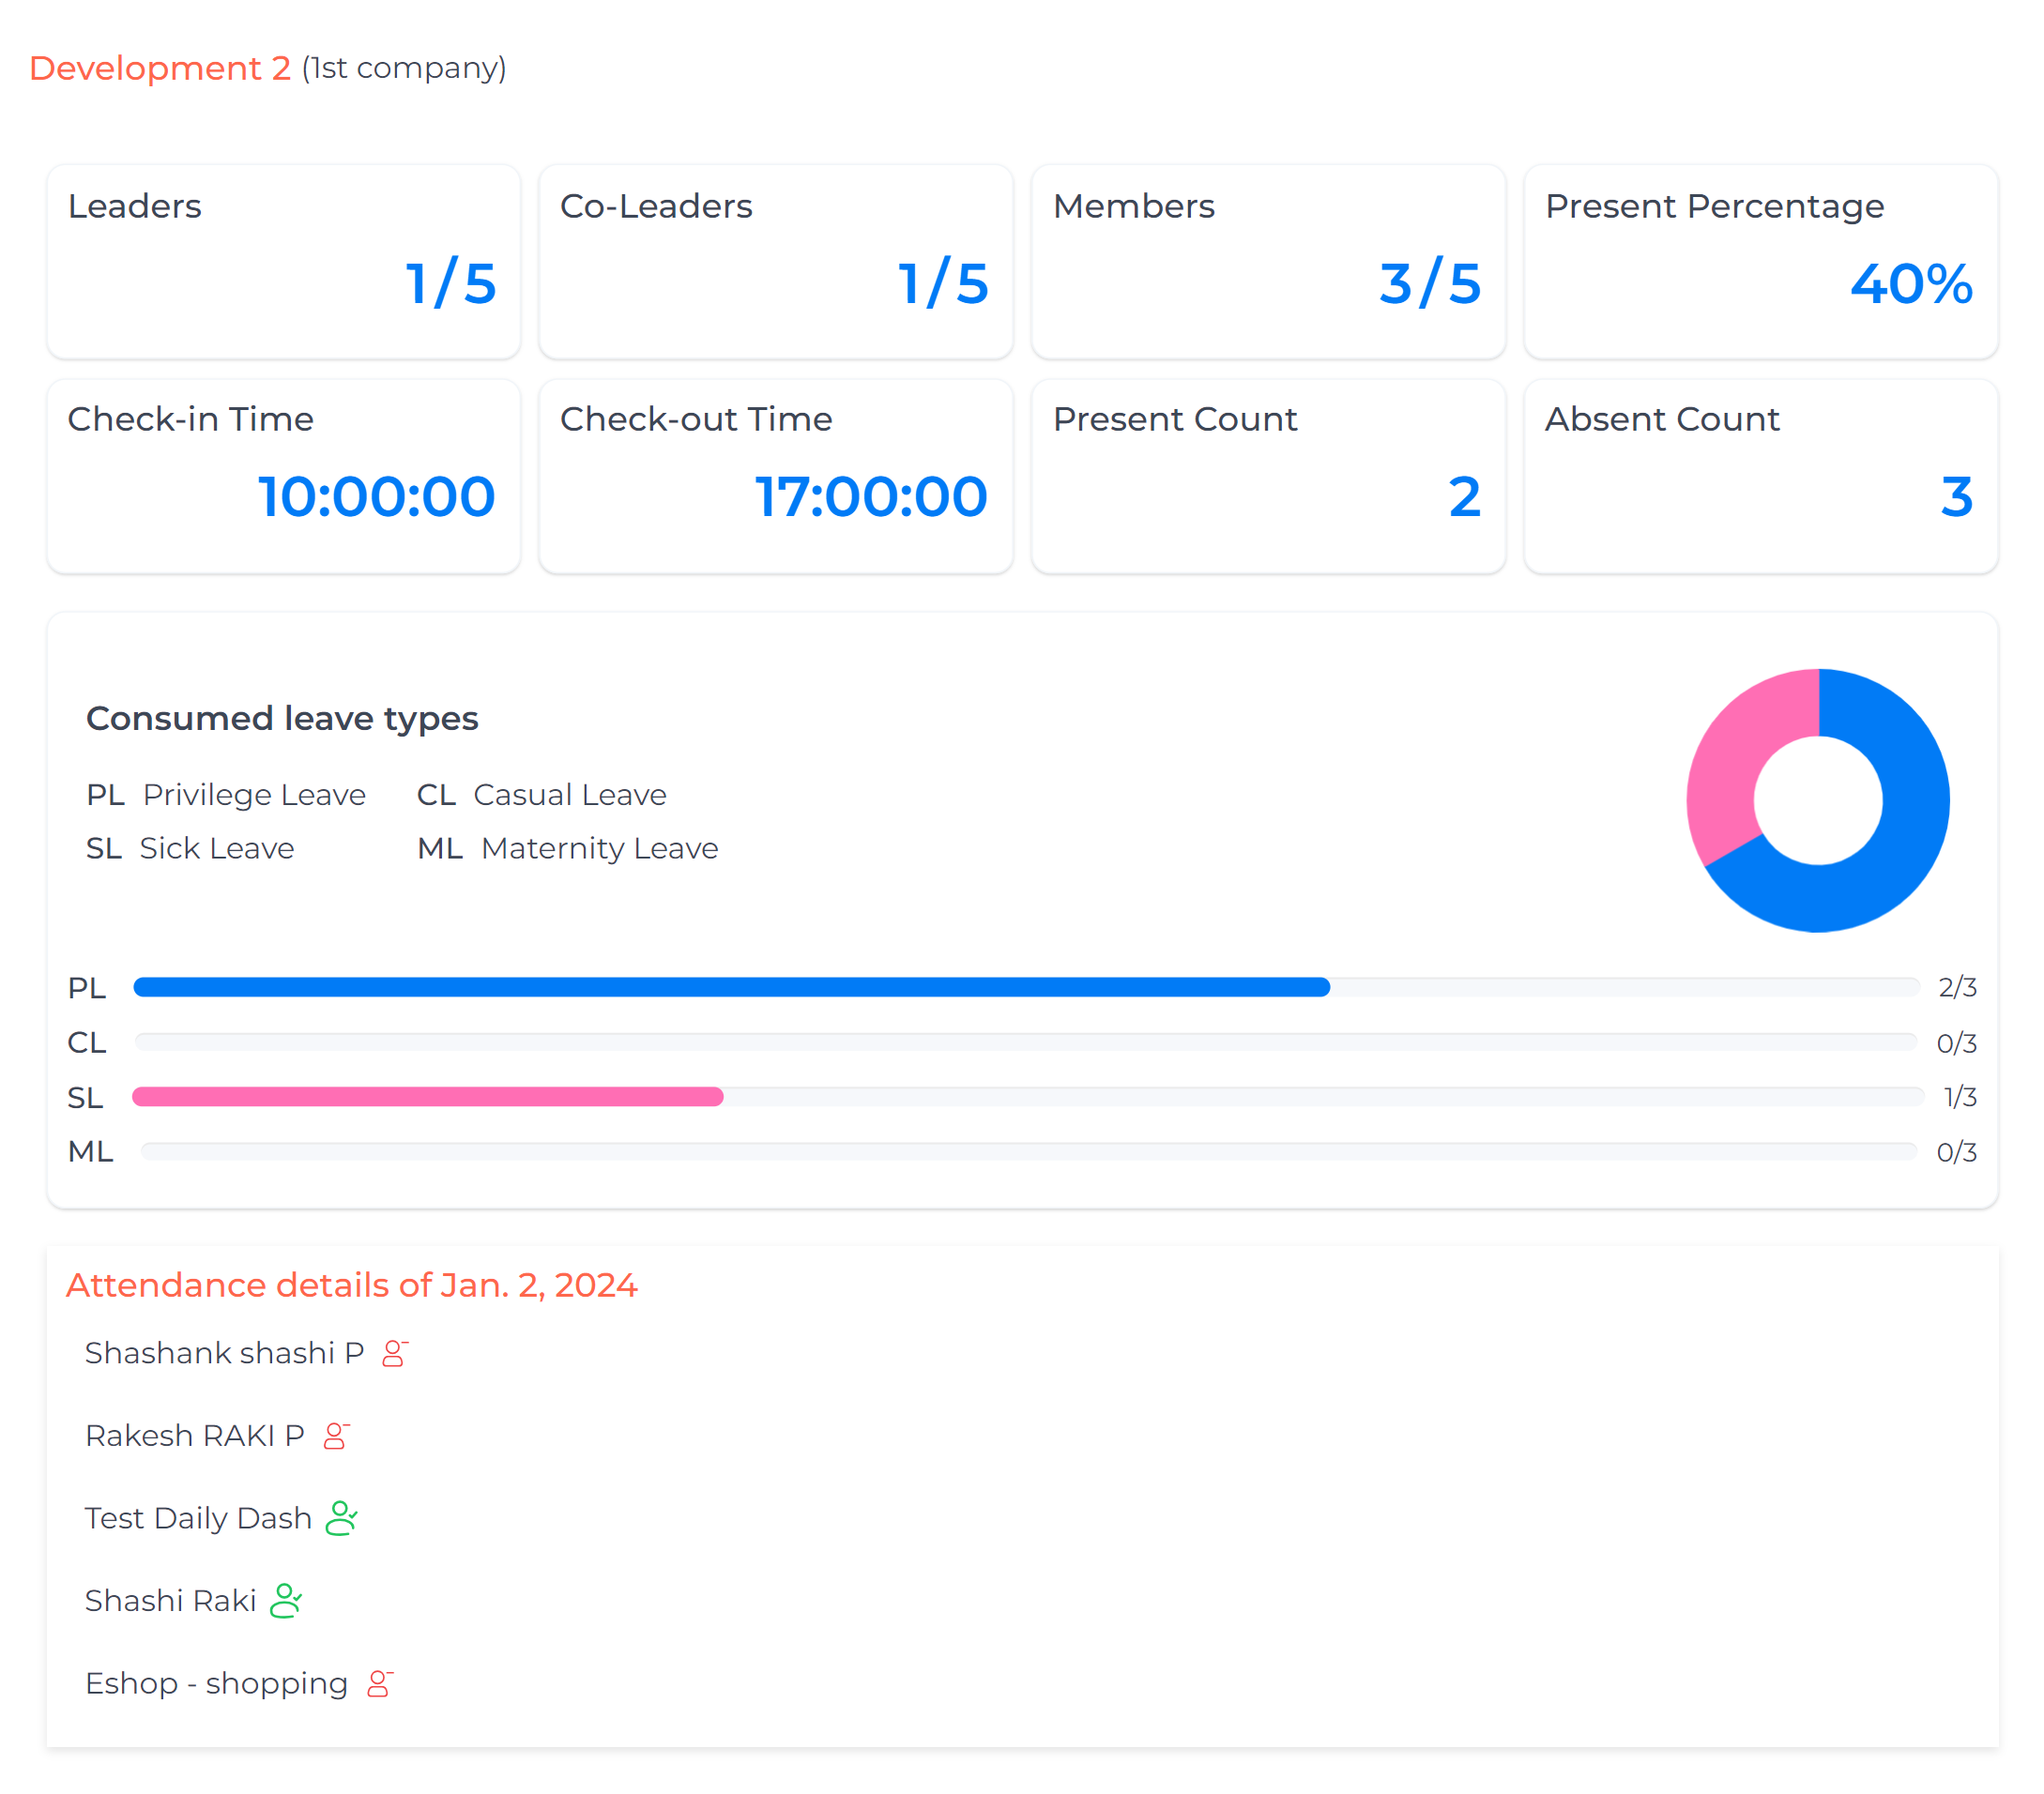 Development 2 (1st company)
Leaders
1/5
Co-Leaders
1/5
Members
3/5
Present Percentage
40%
Check-in Time
10:00:00
Check-out Time
17:00:00
Present Count
2
Absent Count
3
Consumed leave types
PL Privilege Leave CL Casual Leave
SL Sick Leave ML Maternity Leave
PL 2/3
CL 0/3
SL 1/3
ML 0/3
Attendance details of Jan. 2, 2024
Shashank shashi P
Rakesh RAKI P
Test Daily Dash
Shashi Raki
Eshop - shopping